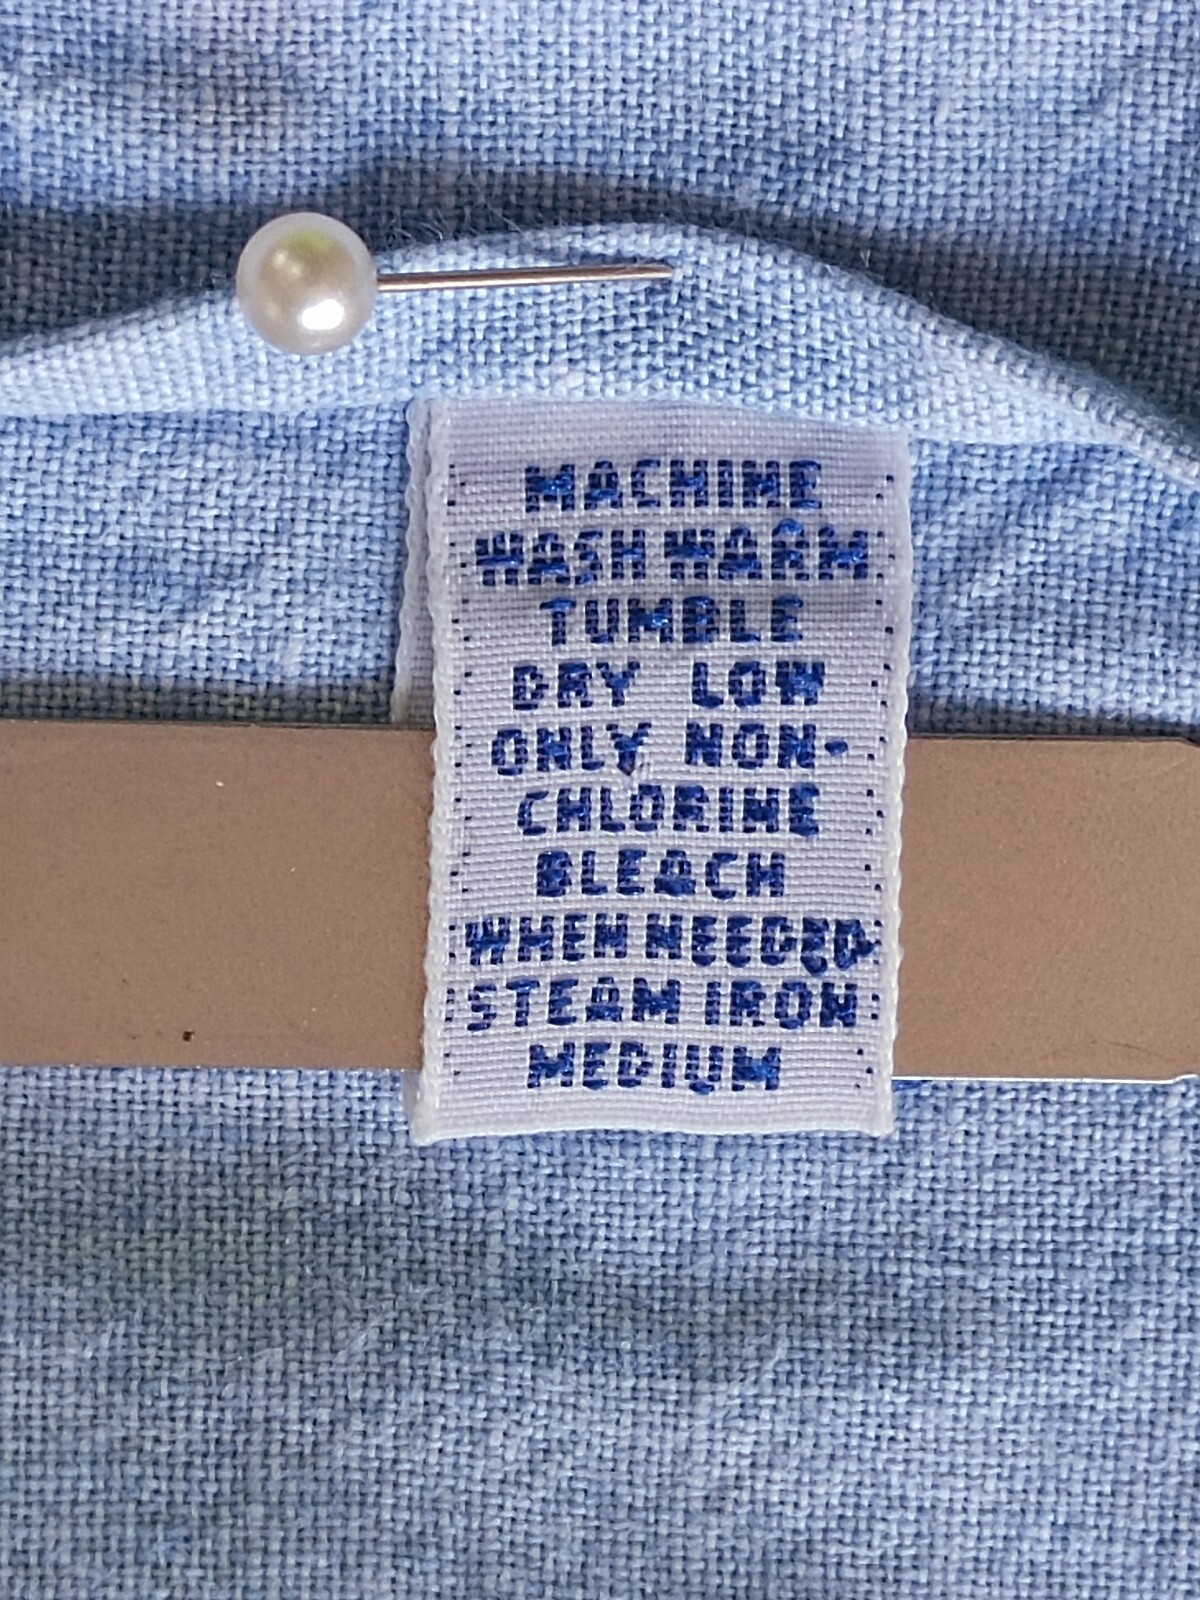 MACHINE
WASH WARM
TUMBLE
DRY LOW
ONLY NON-
CHLORINE
BLEACH
WHEN NEEDED
STEAM IRON
MEDIUM